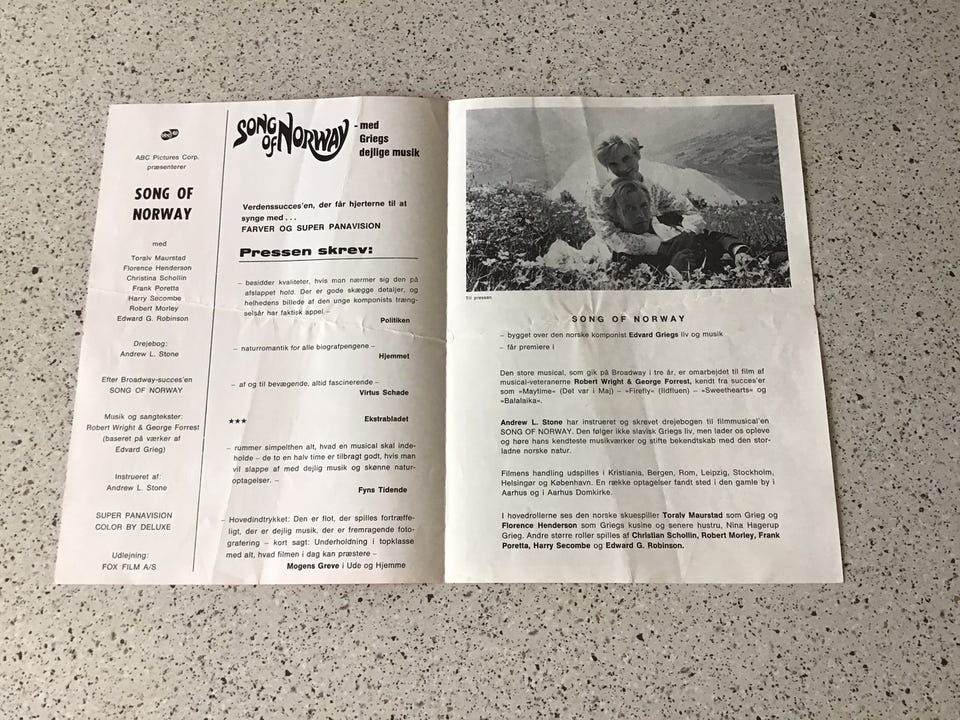 abc
ABC Pictures Corp.
præsenterer
SONG OF
NORWAY
med
Toralv Maurstad
Florence Henderson
Christina Schollin
Frank Poretta
Harry Secombe
Robert Morley
Edward G. Robinson
Drejebog:
Andrew L. Stone
Efter Broadway-succes'en
SONG OF NORWAY
Musik og sangtekster:
Robert Wright & George Forrest
(baseret på værker af
Edvard Grieg)
Instrueret af:
Andrew L. Stone
SUPER PANAVISION
COLOR BY DELUXE
Udlejning:
FOX FILM A/S
SONG OF NORWAY
- med
Griegs
dejlige musik
Verdenssucces'en, der får hjerterne til at
synge med . . .
FARVER OG SUPER PANAVISION
Pressen skrev:
– besidder kvaliteter, hvis man nærmer sig den på
afslappet hold. Der er gode skægge detaljer, og
helhedens billede af den unge komponists træng-
selsår har faktisk appel –
Politiken
– naturromantik for alle biografpengene –
Hjemmet
– af og til bevægende, altid fascinerende –
Virtus Schade
★★★ Ekstrabladet
– rummer simpelthen alt, hvad en musical skal inde-
holde – de to en halv time er tilbragt godt, hvis man
vil slappe af med dejlig musik og skønne natur-
optagelser. –
Fyns Tidende
– Hovedindtrykket: Den er flot, der spilles fortræffe-
ligt, der er dejlig musik, der er fremragende foto-
grafering – kort sagt: Underholdning i topklasse
med alt, hvad filmen i dag kan præstere –
Mogens Greve i Ude og Hjemme
Til pressen.
SONG OF NORWAY
– bygget over den norske komponist Edvard Griegs liv og musik
– får premiere i
Den store musical, som gik på Broadway i tre år, er omarbejdet til film af
musical-veteranerne Robert Wright & George Forrest, kendt fra succes'er
som »Maytime« (Det var i Maj) – »Firefly« (Ildfluen) – »Sweethearts« og
»Balalaika«.
Andrew L. Stone har instrueret og skrevet drejebogen til filmmusical'en
SONG OF NORWAY. Den følger ikke slavisk Griegs liv, men lader os opleve
og høre hans kendteste musikværker og stifte bekendtskab med den stor-
ladne norske natur.
Filmens handling udspilles i Kristiania, Bergen, Rom, Leipzig, Stockholm,
Helsingør og København. En række optagelser fandt sted i den gamle by i
Aarhus og i Aarhus Domkirke.
I hovedrollerne ses den norske skuespiller Toralv Maurstad som Grieg og
Florence Henderson som Griegs kusine og senere hustru, Nina Hagerup
Grieg. Andre større roller spilles af Christian Schollin, Robert Morley, Frank
Poretta, Harry Secombe og Edward G. Robinson.